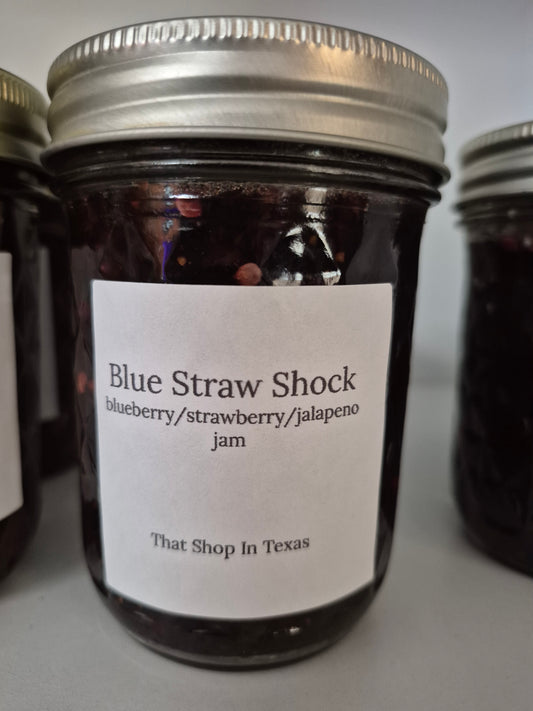 Blue Straw Shock
blueberry/strawberry/jalapeno
jam
That Shop In Texas